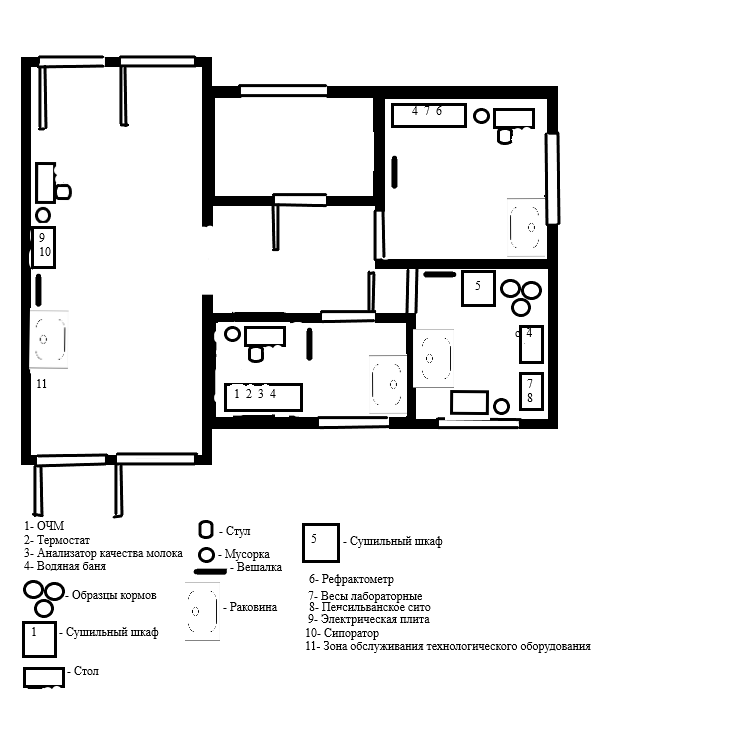 4 7 6
9
10
5
4
7
8
11
1 2 3 4
1- ОЧМ
2- Термостат
3- Анализатор качества молока
4- Водяная баня
- Образцы кормов
1 - Сушильный шкаф
- Стол
- Стул
- Мусорка
- Вешалка
- Раковина
5 - Сушильный шкаф
6- Рефрактометр
7- Весы лабораторные
8- Пенсильванское сито
9- Электрическая плита
10- Сипоратор
11- Зона обслуживания технологического оборудования